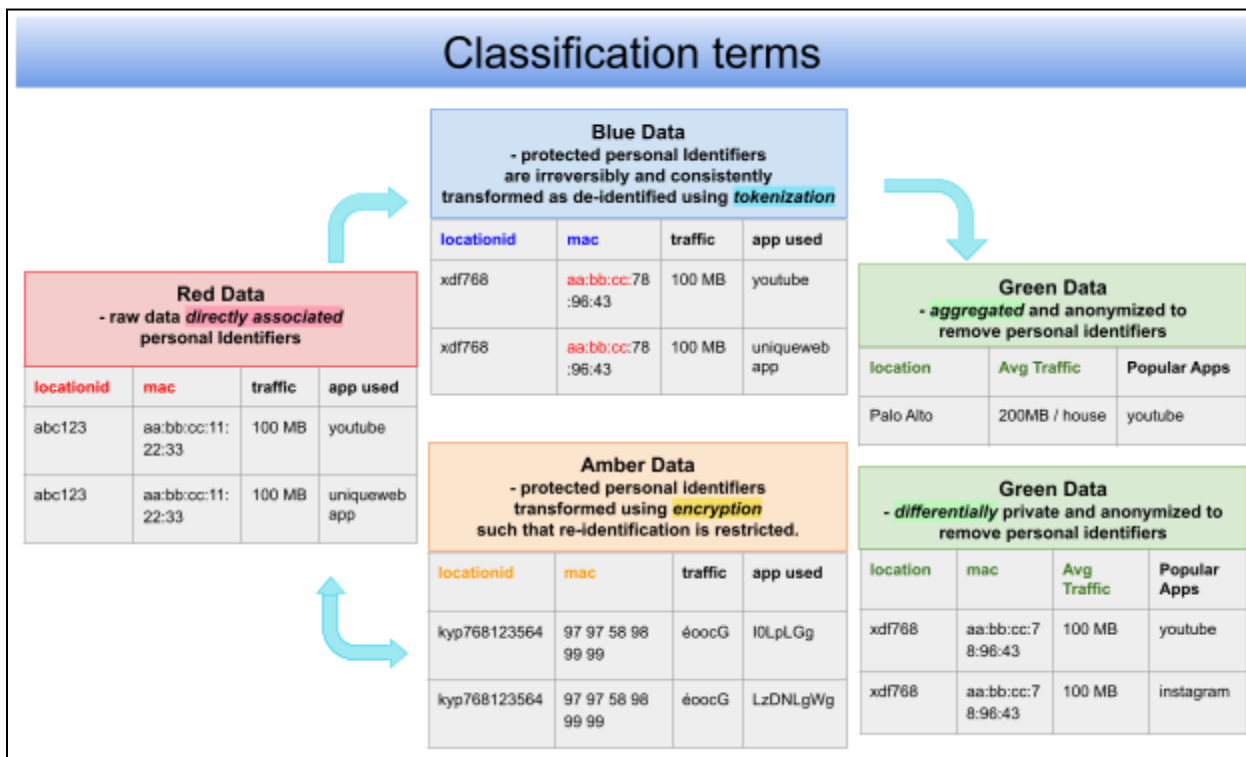 Classification terms
Red Data
- raw data directly associated
personal Identifiers
locationid mac traffic app used
abc123 aa:bb:cc:11: 100 MB youtube
22:33
abc123 aa:bb:cc:11: 100 MB uniqueweb
22:33 app
Blue Data
- protected personal Identifiers
are irreversibly and consistently
transformed as de-identified using tokenization
locationid mac traffic app used
xdf768 aa:bb:cc:78 100 MB youtube
:96:43
xdf768 aa:bb:cc:78 100 MB uniqueweb
:96:43 app
Amber Data
- protected personal identifiers
transformed using encryption
such that re-identification is restricted.
locationid mac traffic app used
kyp768123564 97 97 58 98 éoocG I0LpLGg
99 99
kyp768123564 97 97 58 98 éoocG LzDNLgWg
99 99
Green Data
- aggregated and anonymized to
remove personal identifiers
location Avg Traffic Popular Apps
Palo Alto 200MB / house youtube
Green Data
- differentially private and anonymized to
remove personal identifiers
location mac Avg Popular
Traffic Apps
xdf768 aa:bb:cc:7 100 MB youtube
8:96:43
xdf768 aa:bb:cc:7 100 MB instagram
8:96:43